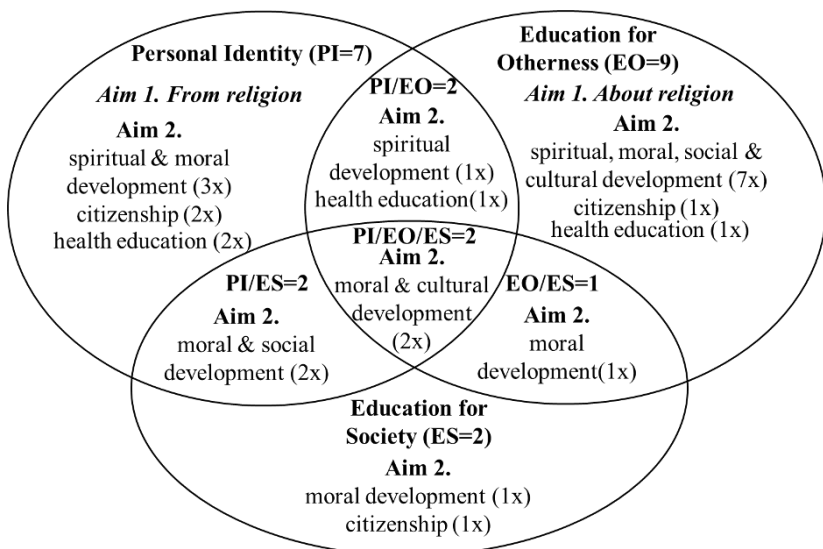 Personal Identity (PI=7)
Aim 1. From religion
Aim 2.
spiritual & moral
development (3x)
citizenship (2x)
health education (2x)
PI/EO=2
Aim 2.
spiritual
development (1x)
health education(1x)
Education for
Otherness (EO=9)
Aim 1. About religion
Aim 2.
spiritual, moral, social &
cultural development (7x)
citizenship (1x)
health education (1x)
PI/EO/ES=2
Aim 2.
moral & cultural
development
(2x)
PI/ES=2
Aim 2.
moral & social
development (2x)
EO/ES=1
Aim 2.
moral
development(1x)
Education for
Society (ES=2)
Aim 2.
moral development (1x)
citizenship (1x)